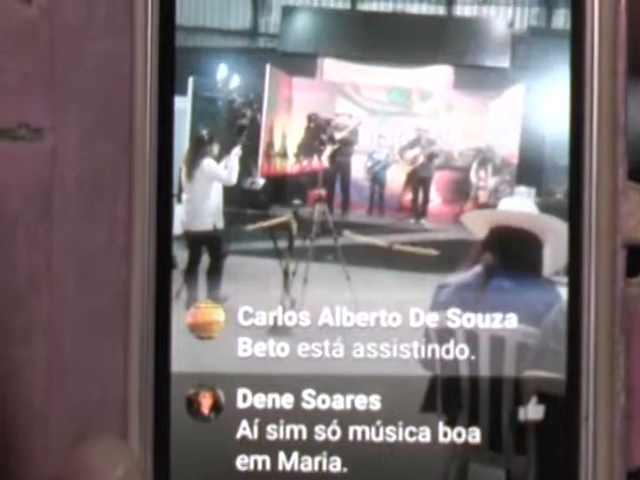 Carlos Alberto De Souza
Beto está assistindo.
Dene Soares
Aí sim só música boa
em Maria.